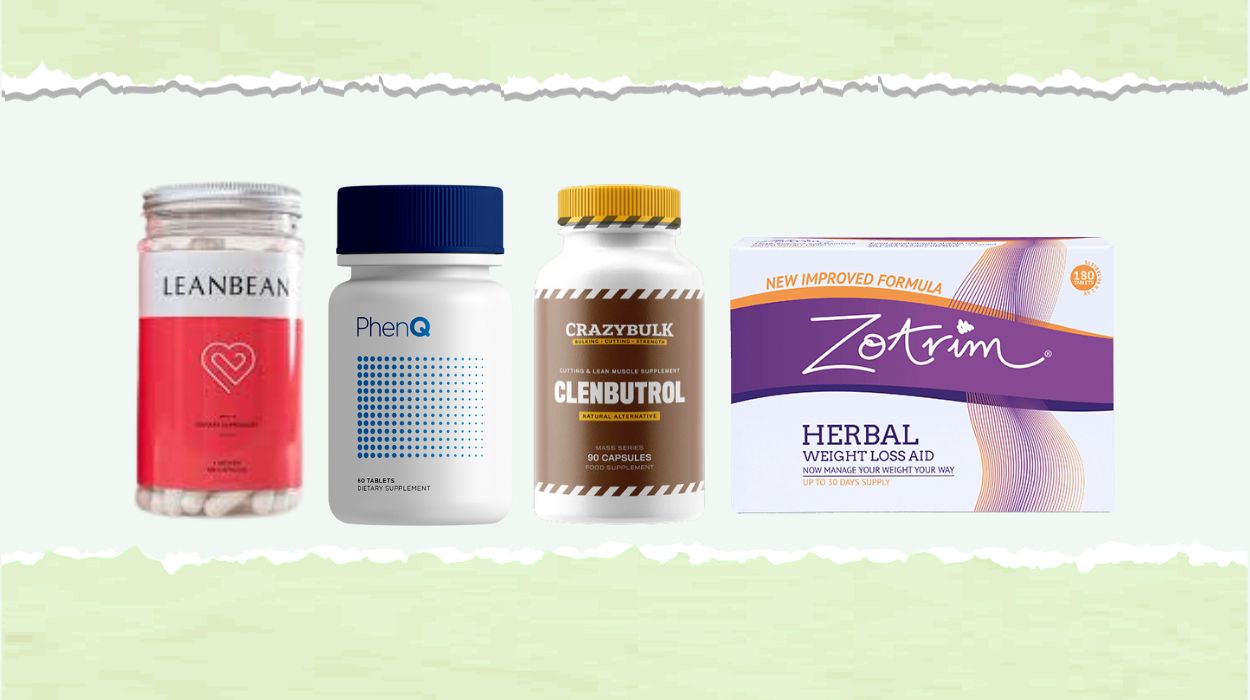 LEANBEAN
PhenQ
60 TABLETS
DIETARY SUPPLEMENT
CRAZYBULK
BULKING - CUTTING - STRENGTH
CUTTING & LEAN MUSCLE SUPPLEMENT
CLENBUTROL
NATURAL ALTERNATIVE
MASS SERIES
90 CAPSULES
FOOD SUPPLEMENT
NEW IMPROVED FORMULA
180
TABLETS
Zotrim®
HERBAL
WEIGHT LOSS AID
NOW MANAGE YOUR WEIGHT YOUR WAY
UP TO 30 DAYS SUPPLY